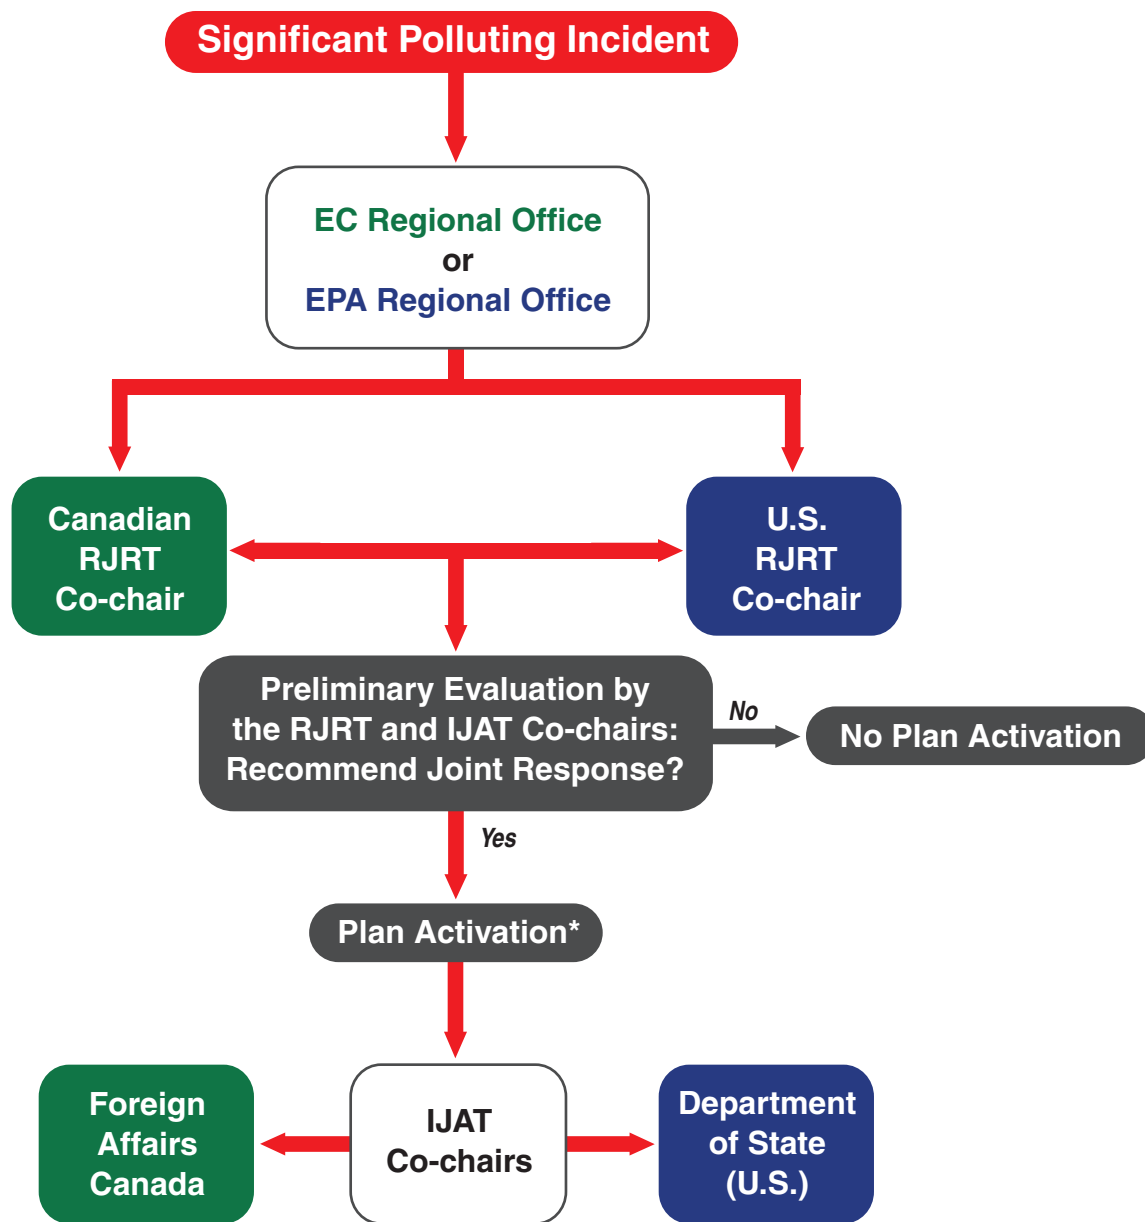 Significant Polluting Incident
EC Regional Office
or
EPA Regional Office
Canadian
RJRT
Co-chair
U.S.
RJRT
Co-chair
Preliminary Evaluation by
the RJRT and IJAT Co-chairs:
Recommend Joint Response?
No
No Plan Activation
Yes
Plan Activation*
Foreign
Affairs
Canada
IJAT
Co-chairs
Department
of State
(U.S.)